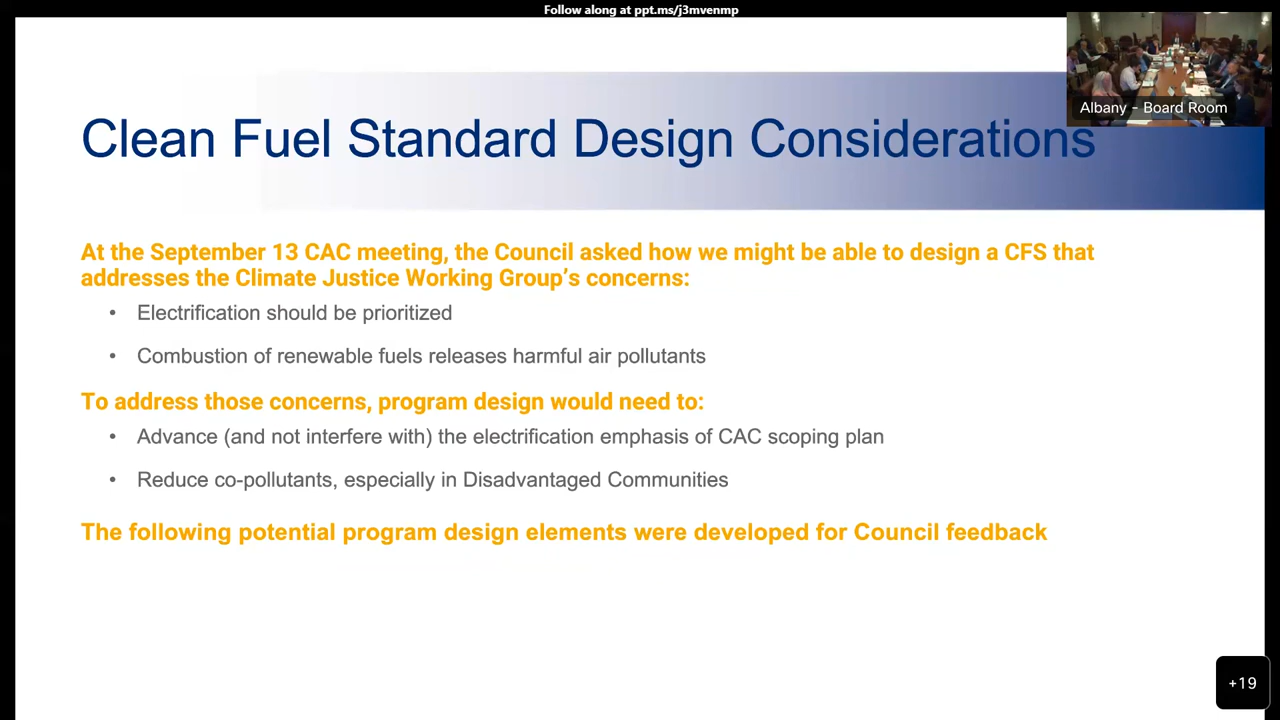 Follow along at ppt.ms/j3mvenmp
Albany - Board Room
Clean Fuel Standard Design Considerations
At the September 13 CAC meeting, the Council asked how we might be able to design a CFS that
addresses the Climate Justice Working Group's concerns:
• Electrification should be prioritized
• Combustion of renewable fuels releases harmful air pollutants
To address those concerns, program design would need to:
• Advance (and not interfere with) the electrification emphasis of CAC scoping plan
• Reduce co-pollutants, especially in Disadvantaged Communities
The following potential program design elements were developed for Council feedback
+19